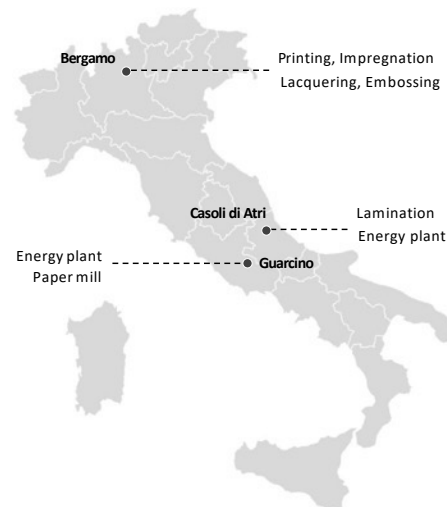 Bergamo
Printing, Impregnation
Lacquering, Embossing
Casoli di Atri
Lamination
Energy plant
Energy plant
Paper mill
Guarcino